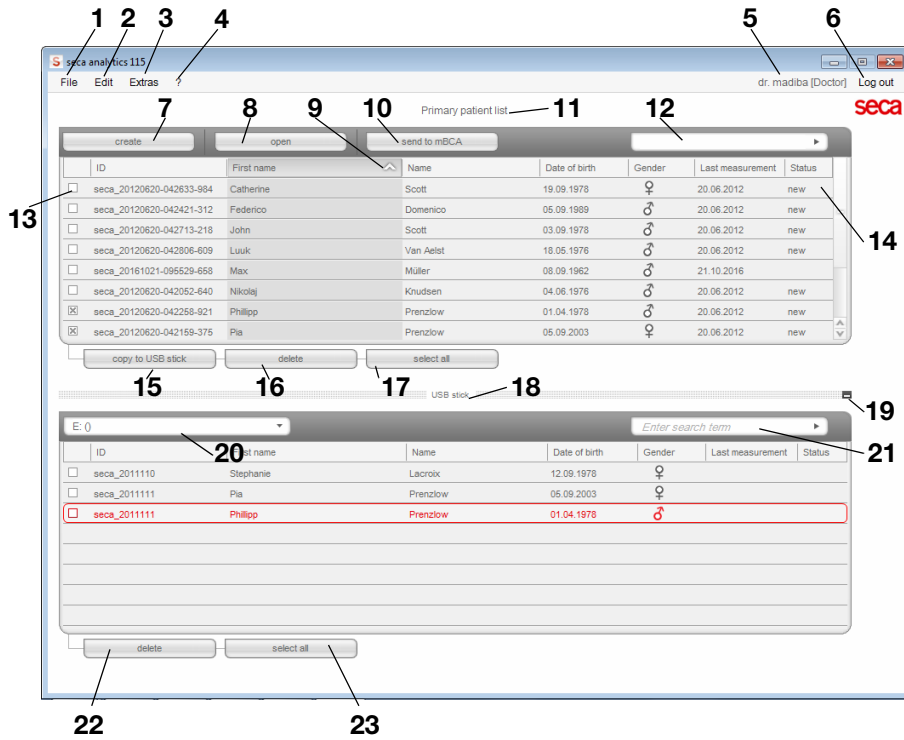 1 2 3 4 5 6
S seca analytics 115
File Edit Extras ? dr. madiba [Doctor] Log out
7 8 9 10 Primary patient list 11 12 seca
create open send to mBCA
ID First name Name Date of birth Gender Last measurement Status
13 seca_20120620-042633-984 Catherine Scott 19.09.1978 ♀ 20.06.2012 new
seca_20120620-042421-312 Federico Domenico 05.09.1989 ♂ 20.06.2012 new
seca_20120620-042713-218 John Scott 03.09.1978 ♂ 20.06.2012 new 14
seca_20120620-042806-609 Luuk Van Aelst 18.05.1976 ♂ 20.06.2012 new
seca_20161021-095529-658 Max Müller 08.09.1962 ♂ 21.10.2016
seca_20120620-042052-640 Nikolaj Knudsen 04.06.1976 ♂ 20.06.2012 new
seca_20120620-042258-921 Philipp Prenzlow 01.04.1978 ♂ 20.06.2012 new
seca_20120620-042159-375 Pia Prenzlow 05.09.2003 ♀ 20.06.2012 new
copy to USB stick delete select all
15 16 17 USB stick 18 19
E: () 20 Enter search term 21
ID First name Name Date of birth Gender Last measurement Status
seca_2011110 Stephanie Lacroix 12.09.1978 ♀
seca_2011111 Pia Prenzlow 05.09.2003 ♀
seca_2011111 Phillipp Prenzlow 01.04.1978 ♂
delete select all
22 23